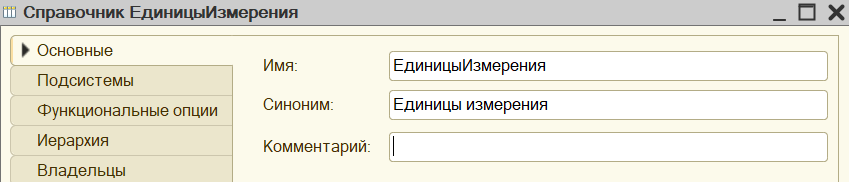 Справочник ЕдиницыИзмерения
Основные
Подсистемы
Функциональные опции
Иерархия
Владельцы
Имя: ЕдиницыИзмерения
Синоним: Единицы измерения
Комментарий: